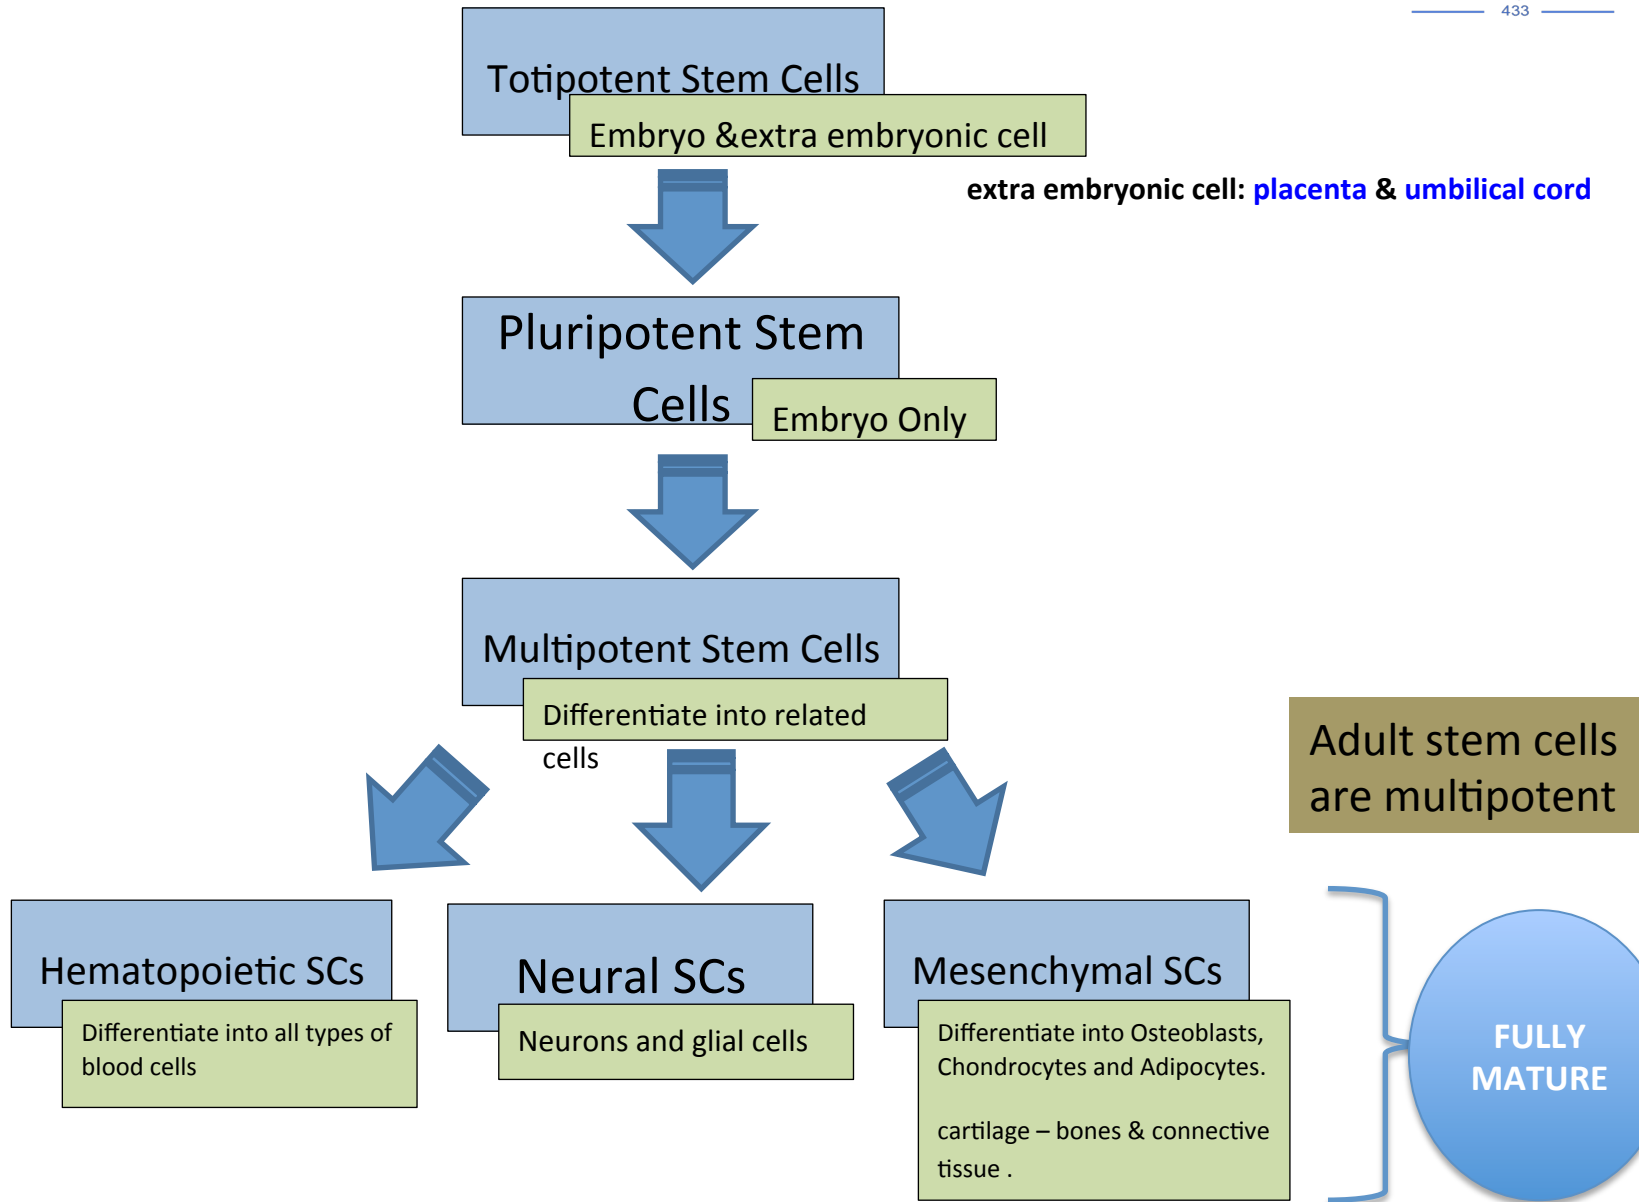 433
Totipotent Stem Cells
Embryo &extra embryonic cell
extra embryonic cell: placenta & umbilical cord
Pluripotent Stem
Cells
Embryo Only
Multipotent Stem Cells
Differentiate into related
cells
Adult stem cells
are multipotent
Hematopoietic SCs
Differentiate into all types of
blood cells
Neural SCs
Neurons and glial cells
Mesenchymal SCs
Differentiate into Osteoblasts,
Chondrocytes and Adipocytes.
cartilage – bones & connective
tissue .
FULLY
MATURE